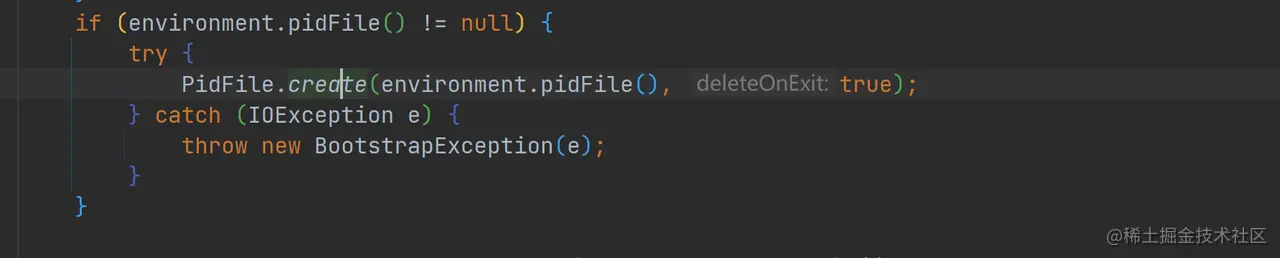 if (environment.pidFile() != null) {
try {
PidFile.create(environment.pidFile(), deleteOnExit: true);
} catch (IOException e) {
throw new BootstrapException(e);
}
}
@稀土掘金技术社区